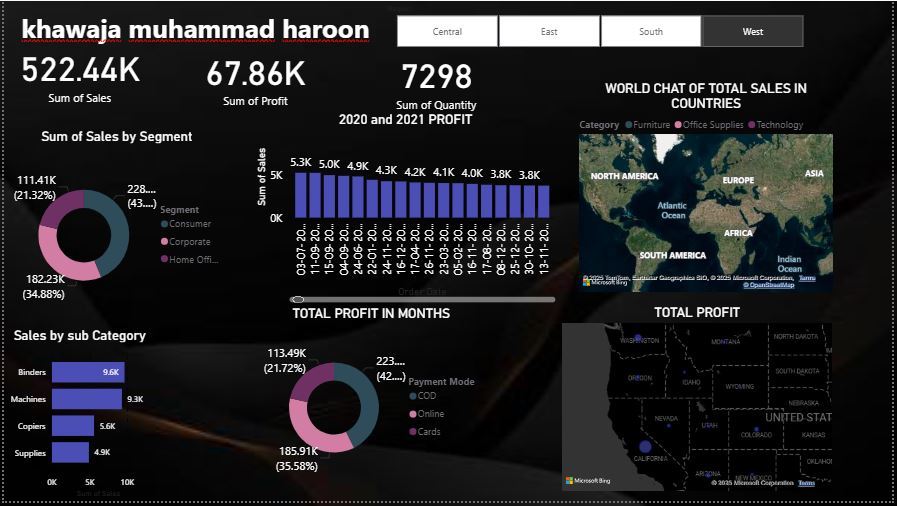 khawaja muhammad haroon
Central East South West
522.44K
Sum of Sales
67.86K
Sum of Profit
7298
Sum of Quantity
Sum of Sales by Segment
111.41K
(21.32%)
228....
(43....)
182.23K
(34.88%)
Segment
Consumer
Corporate
Home Offi...
2020 and 2021 PROFIT
Sum of Sales
5K
0K
5.3K 5.0K 4.9K 4.3K 4.2K 4.1K 4.0K 3.8K 3.8K
03-07-20...
11-09-20...
15-09-20...
04-09-20...
24-06-20...
22-01-20...
24-11-20...
16-12-20...
17-04-20...
26-11-20...
23-03-20...
05-02-20...
16-11-20...
17-08-20...
08-12-20...
25-12-20...
30-10-20...
13-11-20...
Order Date
WORLD CHAT OF TOTAL SALES IN
COUNTRIES
Category Furniture Office Supplies Technology
NORTH AMERICA
EUROPE
ASIA
Atlantic
Ocean
AFRICA
SOUTH AMERICA
Indian
Ocean
© 2025 TomTom, Earthstar Geographics SIO, © 2025 Microsoft Corporation, Terms
Microsoft Bing
© OpenStreetMap
Sales by sub Category
Binders 9.6K
Machines 9.3K
Copiers 5.6K
Supplies 4.9K
0K 5K 10K
Sum of Sales
TOTAL PROFIT IN MONTHS
113.49K
(21.72%)
223....
(42....)
185.91K
(35.58%)
Payment Mode
COD
Online
Cards
TOTAL PROFIT
WASHINGTON
MONTANA
NORTH DAKOTA
OREGON
IDAHO
SOUTH DAKOTA
WYOMING
NEBRASKA
NEVADA
UTAH
UNITED STAT
COLORADO
KANSAS
CALIFORNIA
OKLAHO
ARIZONA
NEW MEXICO
Microsoft Bing
© 2025 Microsoft Corporation Terms